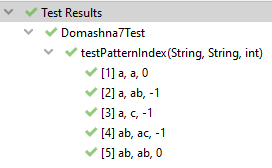 Test Results
Domashna7Test
testPatternIndex(String, String, int)
[1] a, a, 0
[2] a, ab, -1
[3] a, c, -1
[4] ab, ac, -1
[5] ab, ab, 0